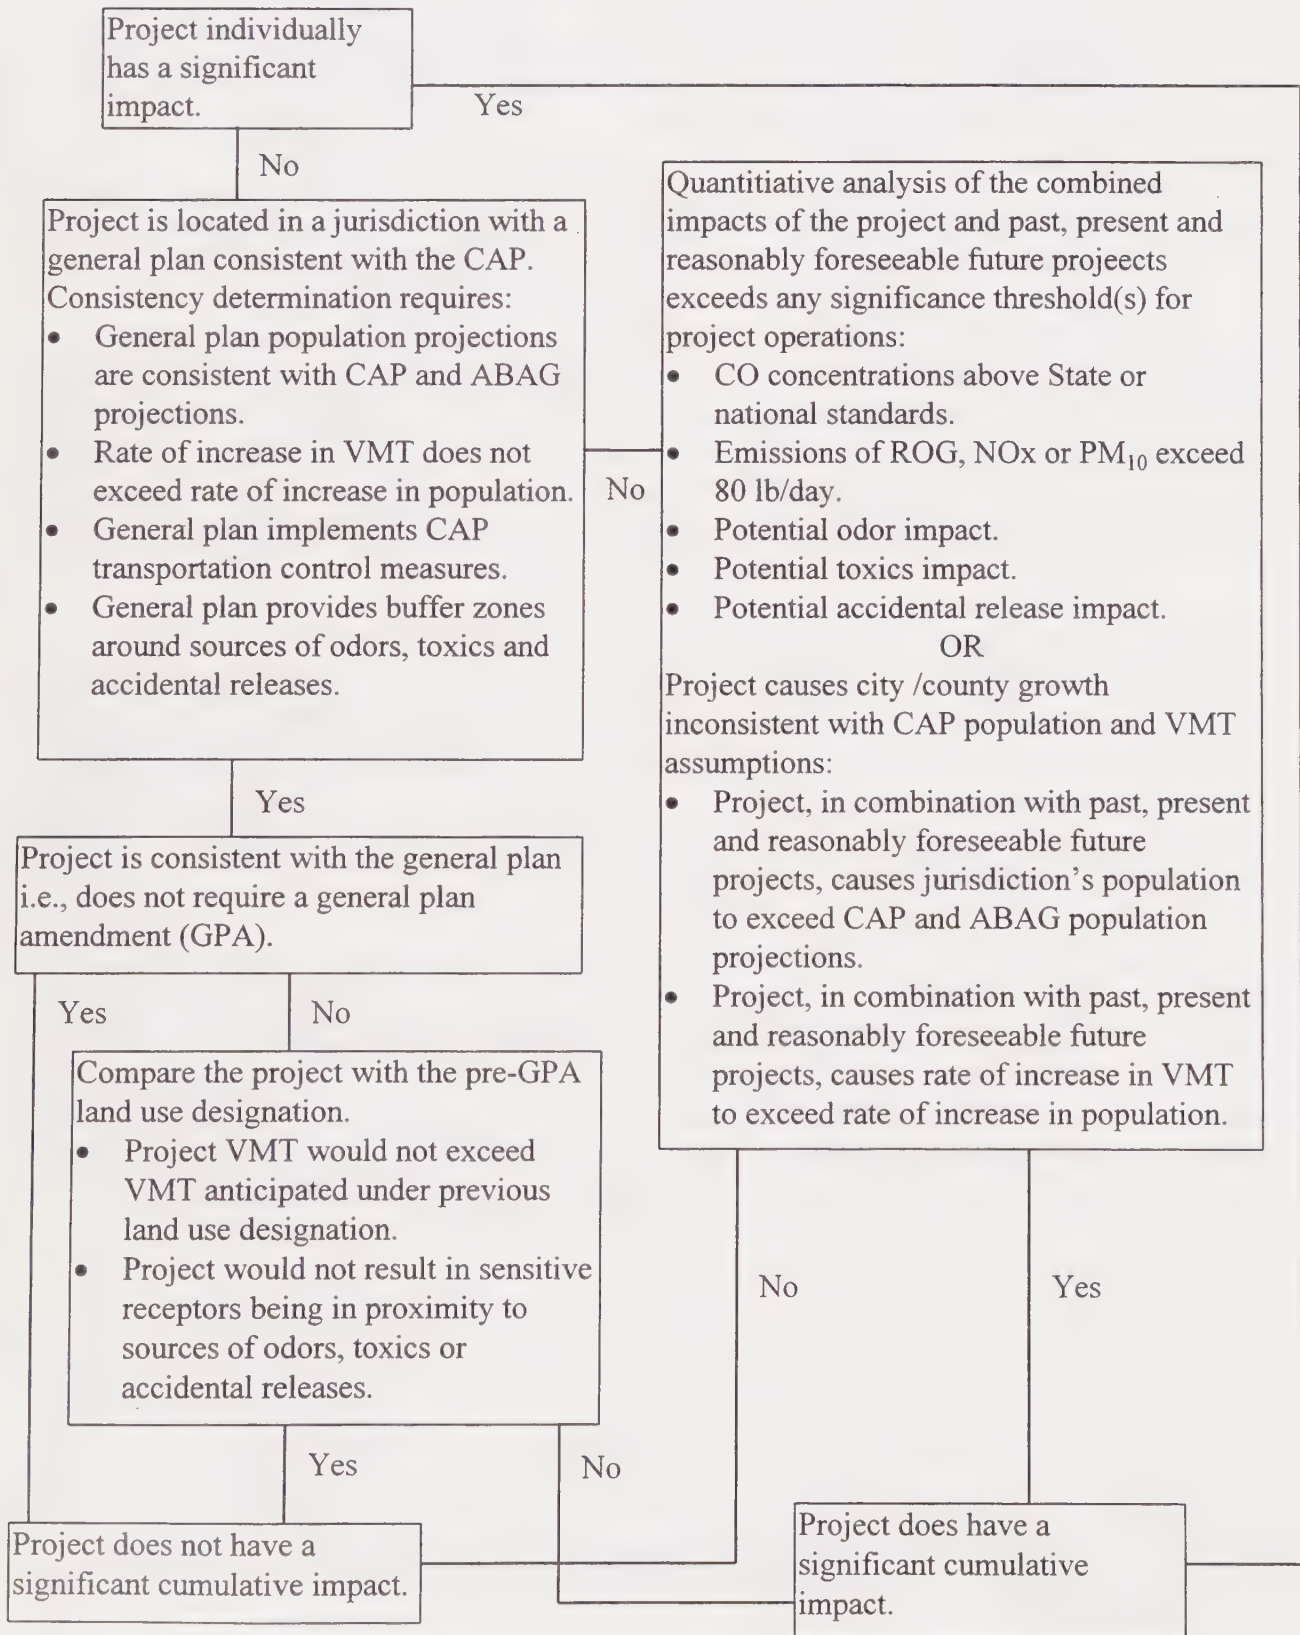 Project individually
has a significant
impact.
Yes
No
Project is located in a jurisdiction with a
general plan consistent with the CAP.
Consistency determination requires:
• General plan population projections
are consistent with CAP and ABAG
projections.
• Rate of increase in VMT does not
exceed rate of increase in population.
• General plan implements CAP
transportation control measures.
• General plan provides buffer zones
around sources of odors, toxics and
accidental releases.
No
Quantitiative analysis of the combined
impacts of the project and past, present and
reasonably foreseeable future projeects
exceeds any significance threshold(s) for
project operations:
• CO concentrations above State or
national standards.
• Emissions of ROG, NOx or PM₁₀ exceed
80 lb/day.
• Potential odor impact.
• Potential toxics impact.
• Potential accidental release impact.
OR
Project causes city /county growth
inconsistent with CAP population and VMT
assumptions:
• Project, in combination with past, present
and reasonably foreseeable future
projects, causes jurisdiction's population
to exceed CAP and ABAG population
projections.
• Project, in combination with past, present
and reasonably foreseeable future
projects, causes rate of increase in VMT
to exceed rate of increase in population.
Yes
Project is consistent with the general plan
i.e., does not require a general plan
amendment (GPA).
Yes
No
Compare the project with the pre-GPA
land use designation.
• Project VMT would not exceed
VMT anticipated under previous
land use designation.
• Project would not result in sensitive
receptors being in proximity to
sources of odors, toxics or
accidental releases.
No
Yes
Yes
No
Project does not have a
significant cumulative impact.
Project does have a
significant cumulative
impact.